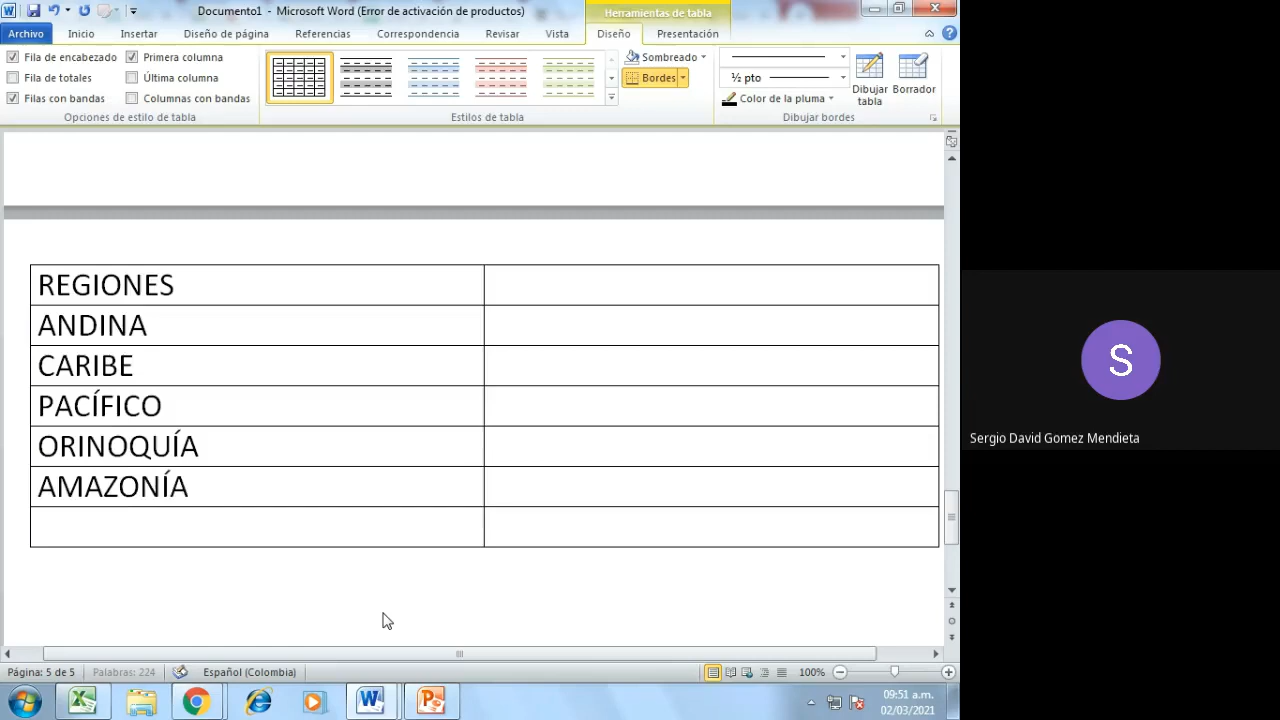 Documento1 - Microsoft Word (Error de activación de productos)
Herramientas de tabla
Archivo Inicio Insertar Diseño de página Referencias Correspondencia Revisar Vista Diseño Presentación
Fila de encabezado Primera columna
Fila de totales Última columna
Filas con bandas Columnas con bandas
Opciones de estilo de tabla
Estilos de tabla
Sombreado
Bordes
½ pto
Color de la pluma
Dibujar tabla
Borrador
Dibujar bordes
REGIONES
ANDINA
CARIBE
PACÍFICO
ORINOQUÍA
AMAZONÍA
S
Sergio David Gomez Mendieta
Página: 5 de 5 Palabras: 224 Español (Colombia) 100%
09:51 a.m.
02/03/2021